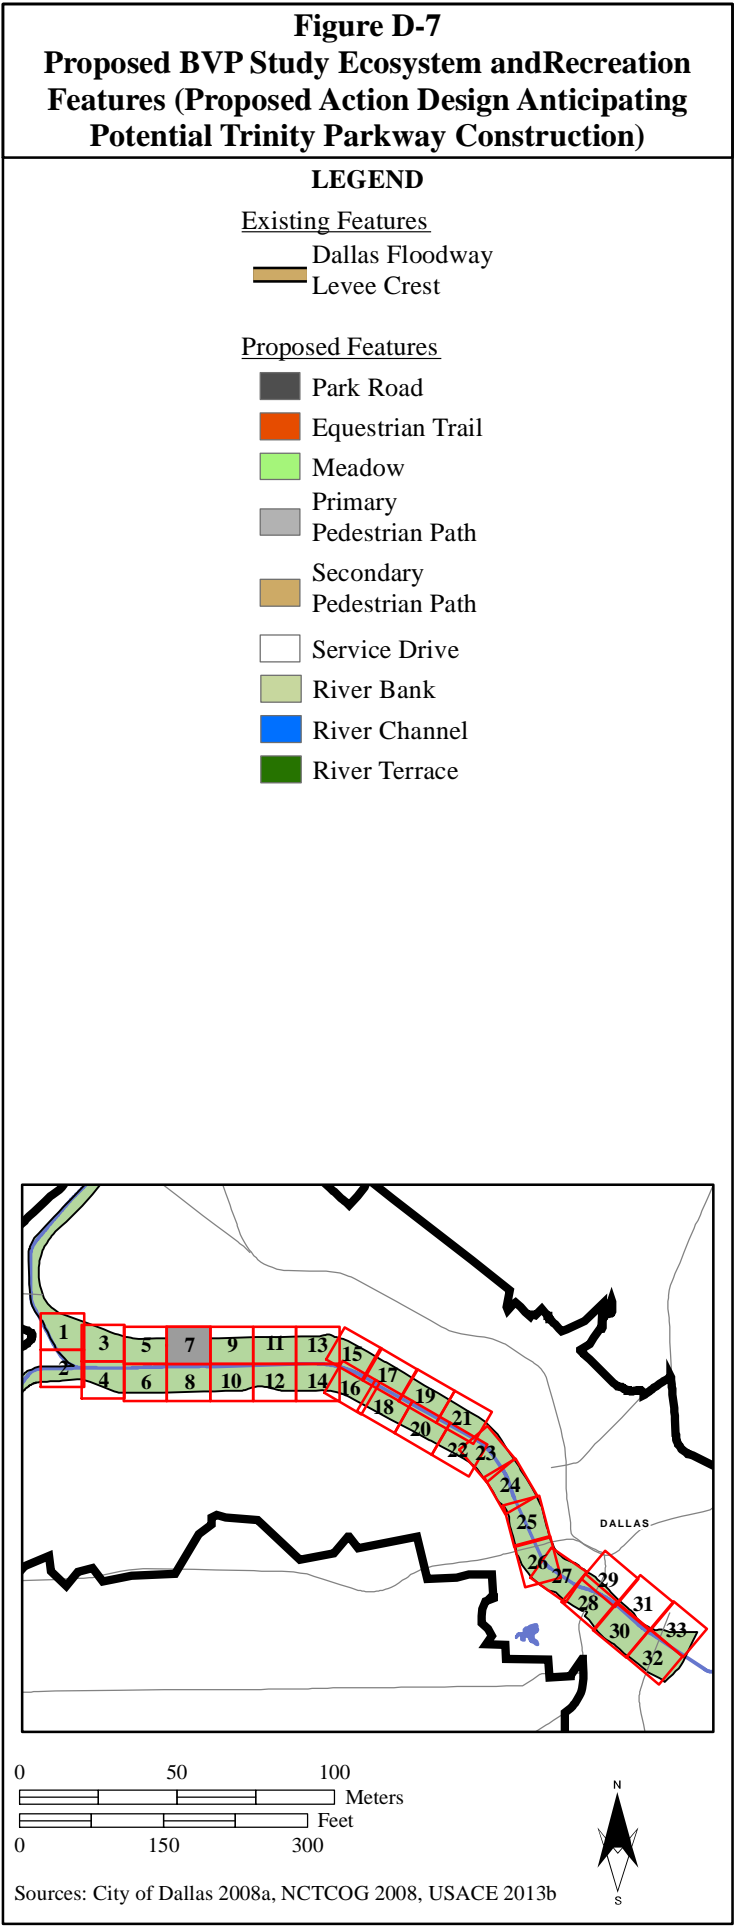 Figure D-7
Proposed BVP Study Ecosystem andRecreation
Features (Proposed Action Design Anticipating
Potential Trinity Parkway Construction)
LEGEND
Existing Features
Dallas Floodway
Levee Crest
Proposed Features
Park Road
Equestrian Trail
Meadow
Primary
Pedestrian Path
Secondary
Pedestrian Path
Service Drive
River Bank
River Channel
River Terrace
1
3
5
7
9
11
13
15
2
4
6
8
10
12
14
16
17
18
19
20
21
22
23
24
25
DALLAS
26
27
28
29
30
31
32
33
0 50 100
Meters
Feet
0 150 300
N
S
Sources: City of Dallas 2008a, NCTCOG 2008, USACE 2013b